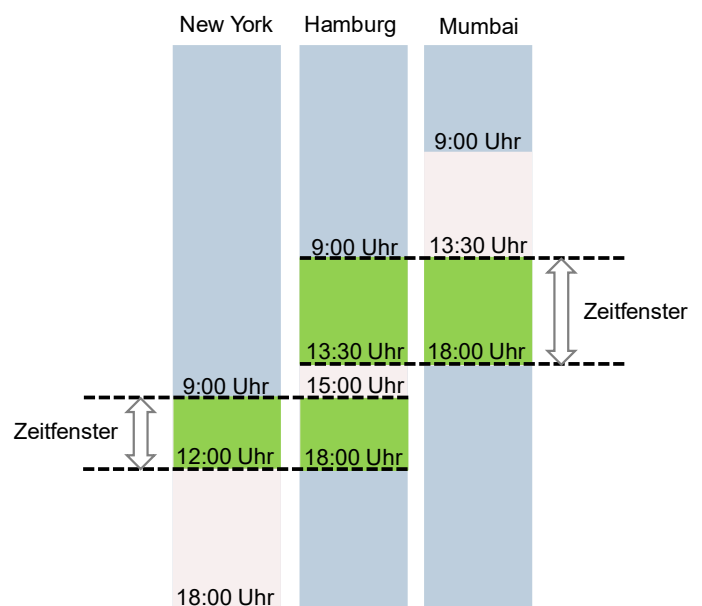 New York Hamburg Mumbai
9:00 Uhr
9:00 Uhr 13:30 Uhr
Zeitfenster
13:30 Uhr 18:00 Uhr
9:00 Uhr 15:00 Uhr
Zeitfenster
12:00 Uhr 18:00 Uhr
18:00 Uhr